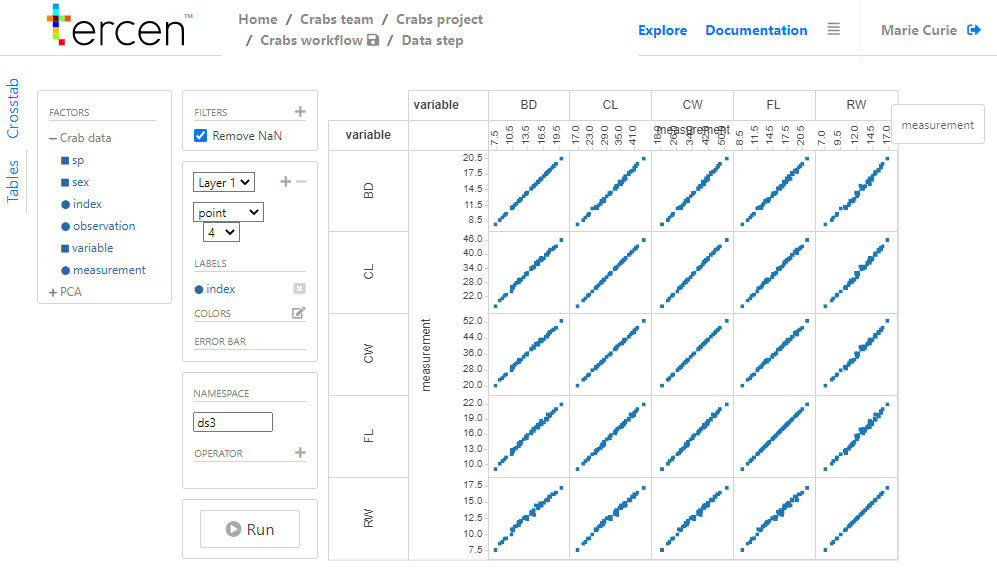 tercen™
Home / Crabs team / Crabs project
/ Crabs workflow / Data step
Explore Documentation Marie Curie
Crosstab
Tables
FACTORS
Crab data
sp
sex
index
observation
variable
measurement
PCA
FILTERS
Remove NaN
Layer 1
point
4
LABELS
index
COLORS
ERROR BAR
NAMESPACE
ds3
OPERATOR
Run
variable BD CL CW FL RW
variable
7.5 10.5 13.5 16.5 19.5 17.0 23.0 29.0 35.0 41.0 18.0 26.0 34.0 42.0 50.0 8.5 11.5 14.5 17.5 20.5 7.0 9.5 12.0 14.5 17.0
measurement
measurement
measurement
BD
20.5
17.5
14.5
11.5
8.5
CL
46.0
40.0
34.0
28.0
22.0
CW
52.0
44.0
36.0
28.0
20.0
FL
22.0
19.0
16.0
13.0
10.0
RW
17.5
15.0
12.5
10.0
7.5